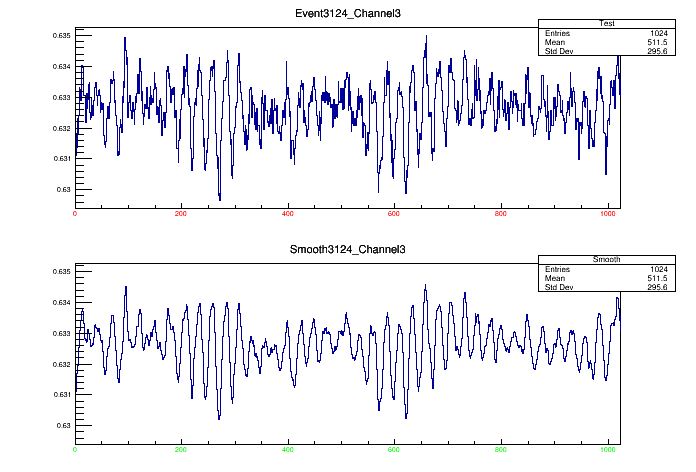 Event3124_Channel3
Test
Entries 1024
Mean 511.5
Std Dev 295.6
0.635
0.634
0.633
0.632
0.631
0.63
0 200 400 600 800 1000
Smooth3124_Channel3
Smooth
Entries 1024
Mean 511.5
Std Dev 295.6
0.635
0.634
0.633
0.632
0.631
0.63
0 200 400 600 800 1000